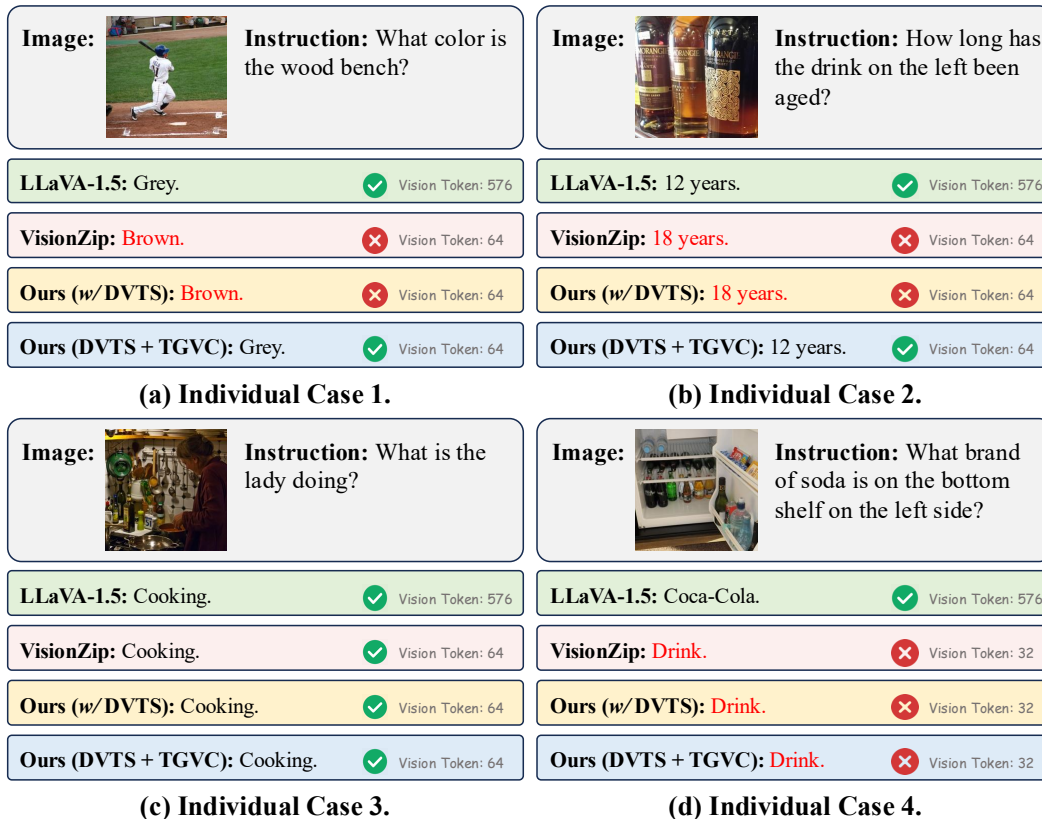 Image:
Instruction: What color is
the wood bench?
LLaVA-1.5: Grey.
Vision Token: 576
VisionZip: Brown.
Vision Token: 64
Ours (w/ DVTS): Brown.
Vision Token: 64
Ours (DVTS + TGVC): Grey.
Vision Token: 64
(a) Individual Case 1.
Image:
Instruction: How long has
the drink on the left been
aged?
LLaVA-1.5: 12 years.
Vision Token: 576
VisionZip: 18 years.
Vision Token: 64
Ours (w/ DVTS): 18 years.
Vision Token: 64
Ours (DVTS + TGVC): 12 years.
Vision Token: 64
(b) Individual Case 2.
Image:
Instruction: What is the
lady doing?
LLaVA-1.5: Cooking.
Vision Token: 576
VisionZip: Cooking.
Vision Token: 64
Ours (w/ DVTS): Cooking.
Vision Token: 64
Ours (DVTS + TGVC): Cooking.
Vision Token: 64
(c) Individual Case 3.
Image:
Instruction: What brand
of soda is on the bottom
shelf on the left side?
LLaVA-1.5: Coca-Cola.
Vision Token: 576
VisionZip: Drink.
Vision Token: 32
Ours (w/ DVTS): Drink.
Vision Token: 32
Ours (DVTS + TGVC): Drink.
Vision Token: 32
(d) Individual Case 4.